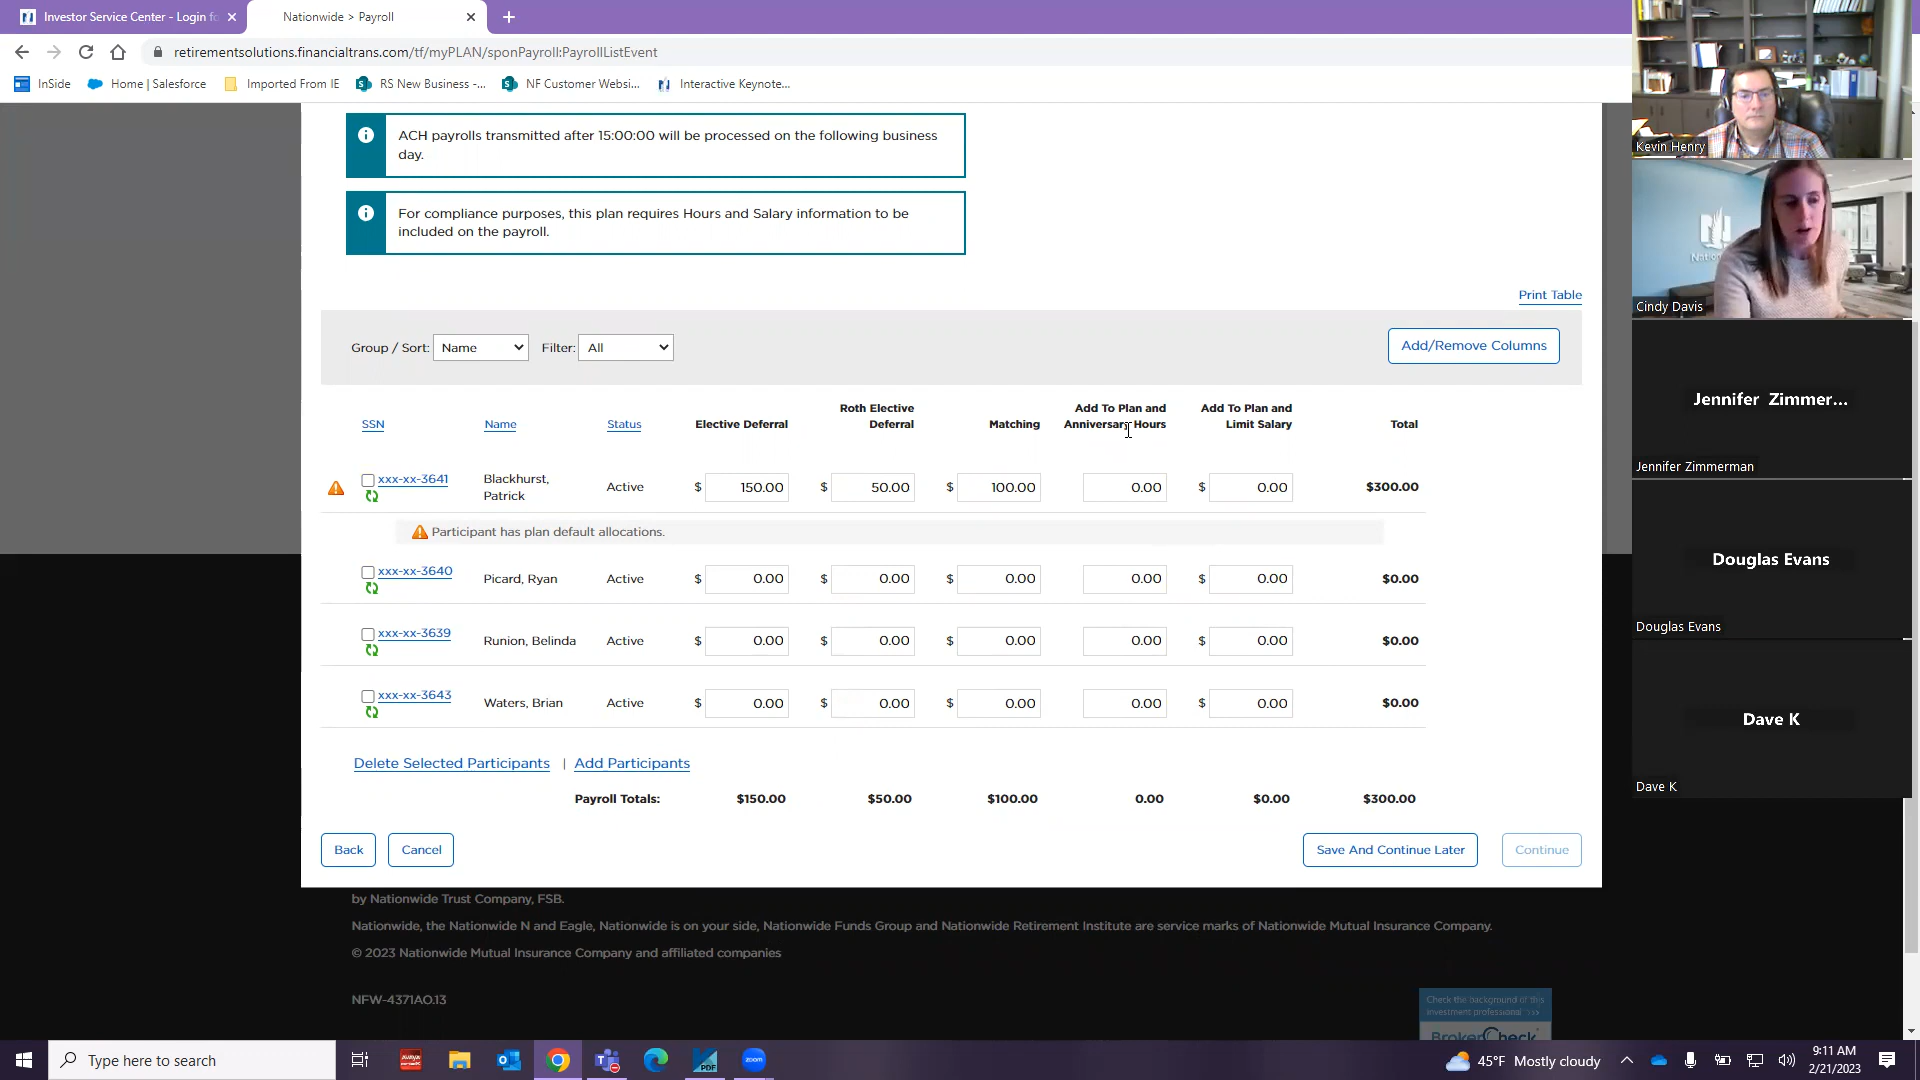 Investor Service Center - Login fo
Nationwide > Payroll
retirementsolutions.financialtrans.com/tf/myPLAN/sponPayroll:PayrollListEvent
InSide
Home | Salesforce
Imported From IE
RS New Business -...
NF Customer Websi...
Interactive Keynote...
ACH payrolls transmitted after 15:00:00 will be processed on the following business
day.
For compliance purposes, this plan requires Hours and Salary information to be
included on the payroll.
Print Table
Group / Sort: Name Filter: All
Add/Remove Columns
SSN Name Status Elective Deferral Roth Elective Deferral Matching Add To Plan and Anniversary Hours Add To Plan and Limit Salary Total
xxx-xx-3641 Blackhurst, Patrick Active $ 150.00 $ 50.00 $ 100.00 0.00 $ 0.00 $300.00
Participant has plan default allocations.
xxx-xx-3640 Picard, Ryan Active $ 0.00 $ 0.00 $ 0.00 0.00 $ 0.00 $0.00
xxx-xx-3639 Runion, Belinda Active $ 0.00 $ 0.00 $ 0.00 0.00 $ 0.00 $0.00
xxx-xx-3643 Waters, Brian Active $ 0.00 $ 0.00 $ 0.00 0.00 $ 0.00 $0.00
Delete Selected Participants | Add Participants
Payroll Totals: $150.00 $50.00 $100.00 0.00 $0.00 $300.00
Back Cancel Save And Continue Later Continue
by Nationwide Trust Company, FSB.
Nationwide, the Nationwide N and Eagle, Nationwide is on your side, Nationwide Funds Group and Nationwide Retirement Institute are service marks of Nationwide Mutual Insurance Company.
© 2023 Nationwide Mutual Insurance Company and affiliated companies
NFW-4371AO.13
Check the background of this
investment professional >>>
BrokerCheck
Kevin Henry
Cindy Davis
Jennifer Zimmer...
Jennifer Zimmerman
Douglas Evans
Douglas Evans
Dave K
Dave K
Type here to search
AVAYA
PDF
zoom
45°F Mostly cloudy
9:11 AM
2/21/2023